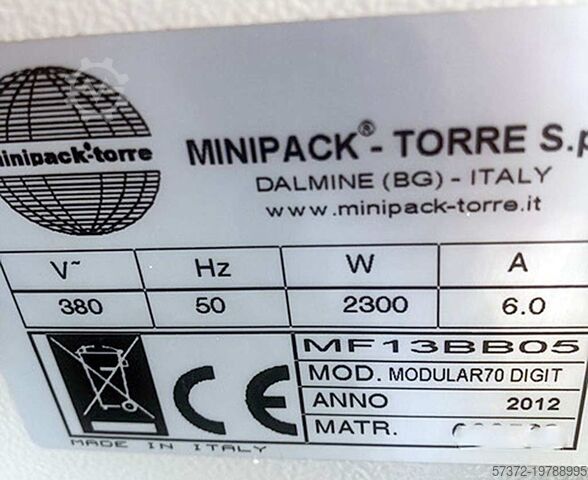 minipack-torre
MINIPACK®-TORRE S.p
DALMINE (BG) - ITALY
www.minipack-torre.it
V~ Hz W A
380 50 2300 6.0
MF13BB05
MOD. MODULAR70 DIGIT
ANNO 2012
MATR.
CE
MADE IN ITALY
57372-19788995